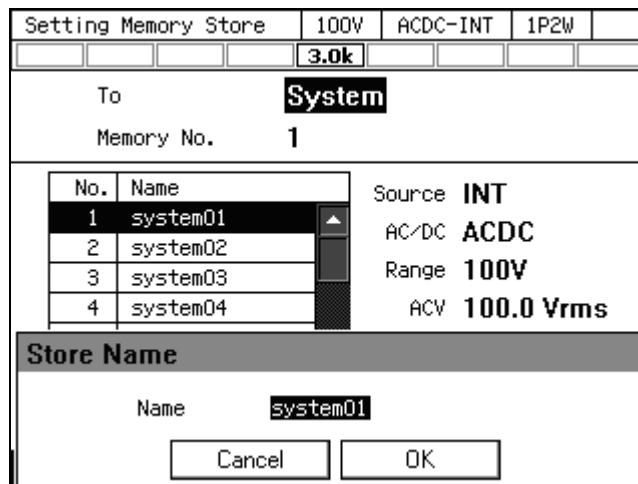 Setting Memory Store 100V ACDC-INT 1P2W
3.0k
To System
Memory No. 1
No. Name
1 system01
2 system02
3 system03
4 system04
Source INT
AC/DC ACDC
Range 100V
ACV 100.0 Vrms
Store Name
Name system01
Cancel OK